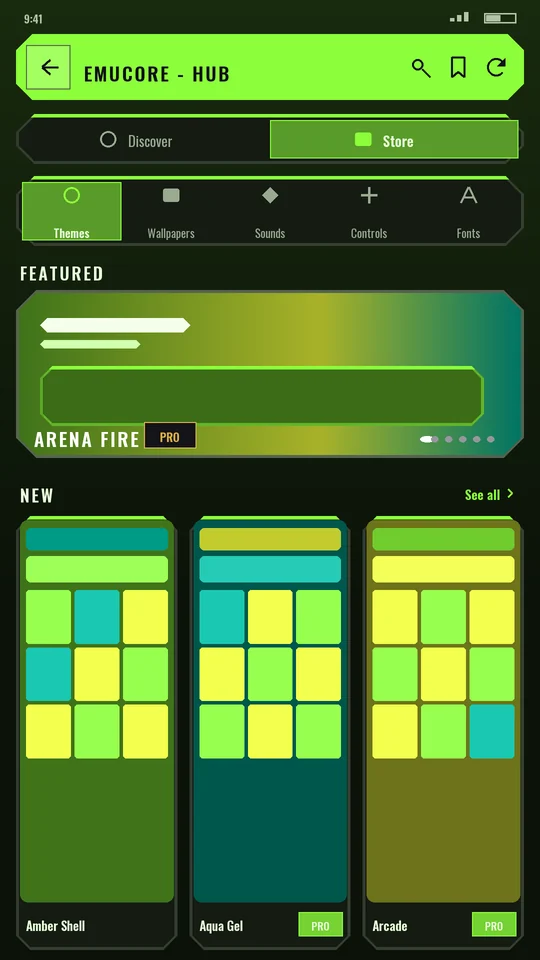 9:41
EMUCORE - HUB
Discover
Store
Themes
Wallpapers
Sounds
Controls
Fonts
FEATURED
ARENA FIRE
PRO
NEW
See all
Amber Shell
Aqua Gel
PRO
Arcade
PRO